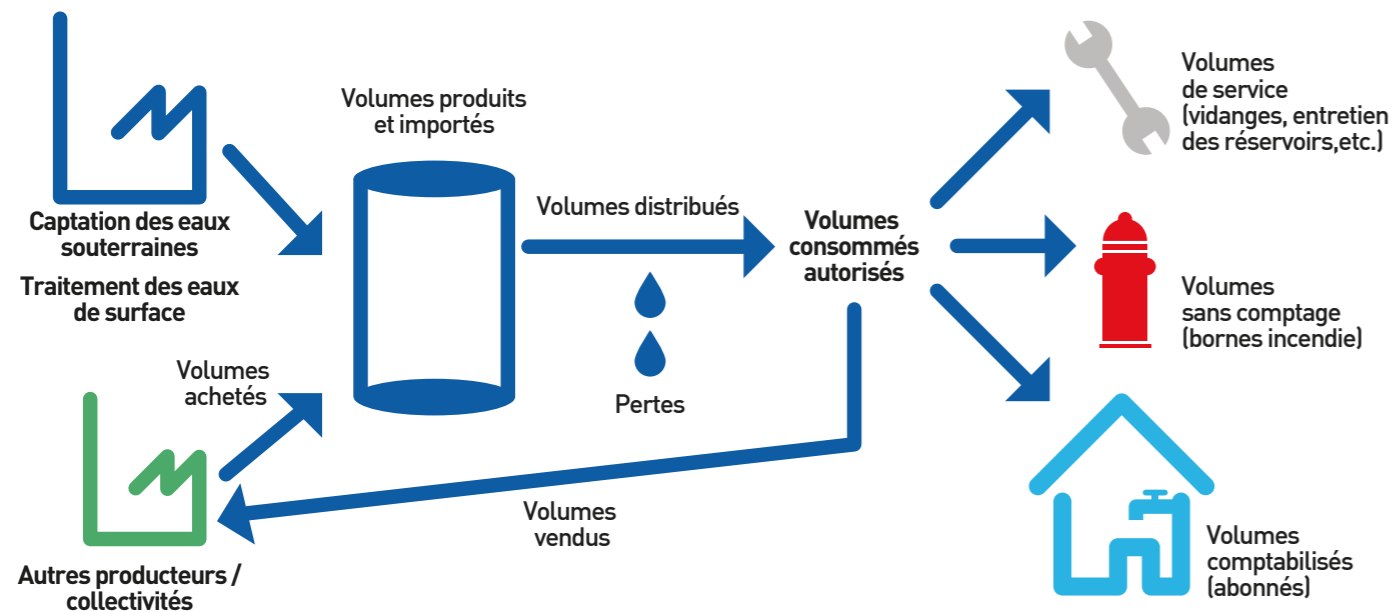 Captation des eaux
souterraines
Traitement des eaux
de surface
Volumes
achetés
Autres producteurs /
collectivités
Volumes produits
et importés
Volumes distribués
Pertes
Volumes
vendus
Volumes
consommés
autorisés
Volumes
de service
(vidanges, entretien
des réservoirs,etc.)
Volumes
sans comptage
(bornes incendie)
Volumes
comptabilisés
(abonnés)